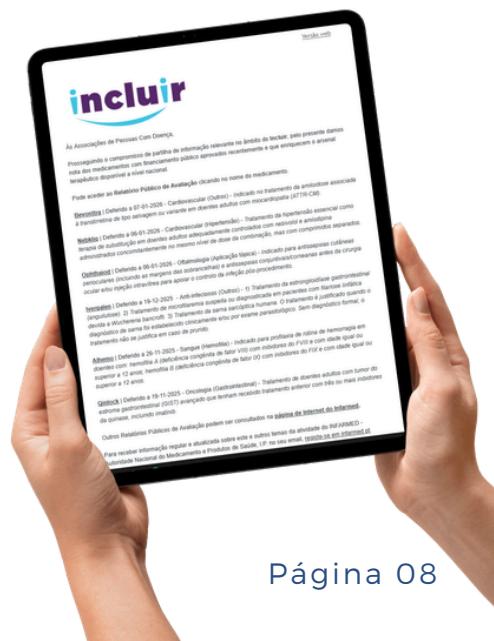 Versão web
incluir
Às Associações de Pessoas Com Doença,
Prosseguindo o compromisso de partilha de informação relevante no âmbito do Incluir, pelo presente damos
nota dos medicamentos com financiamento público aprovados recentemente e que enriquecem o arsenal
terapêutico disponível a nível nacional.
Pode aceder ao Relatório Público de Avaliação clicando no nome do medicamento.
Beyonttra | Deferido a 07-01-2026 - Cardiovascular (Outros) - Indicado no tratamento da amiloidose associada
à transtirretina de tipo selvagem ou variante em doentes adultos com miocardiopatia (ATTR-CM).
Nebklio | Deferido a 06-01-2026 - Cardiovascular (Hipertensão) - Tratamento da hipertensão essencial como
terapia de substituição em doentes adultos adequadamente controlados com nebivolol e amlodipina
administrados concomitantemente no mesmo nível de dose da combinação, mas com comprimidos separados.
| Deferido a 06-01-2026 - Oftalmologia (Aplicação tópica) - Indicado para antissepsias cutâneas
perioculares (incluindo as margens das sobrancelhas) e antissepsias conjuntivais/corneanas antes da cirurgia
ocular e/ou injeção intravítrea para apoiar o controlo da infeção pós-procedimento.
| Deferido a 19-12-2025 - Anti-infecciosos (Outros) - 1) Tratamento da estrongiloidíase gastrointestinal
(anguilulose). 2) Tratamento de microfilaremia suspeita ou diagnosticada em pacientes com filaríase linfática
devida a Wuchereria bancrofti. 3) Tratamento da sarna sarcóptica humana. O tratamento é justificado quando o
diagnóstico de sarna foi estabelecido clinicamente e/ou por exame parasitológico. Sem diagnóstico formal, o
tratamento não se justifica em caso de prurido.
Alhemo | Deferido a 26-11-2025 - Sangue (Hemofilia) - Indicado para profilaxia de rotina de hemorragia em
doentes com: hemofilia A (deficiência congénita de fator VIII) com inibidores do FVIII e com idade igual ou
superior a 12 anos; hemofilia B (deficiência congénita de fator IX) com inibidores do FIX e com idade igual ou
superior a 12 anos.
Qinlock | Deferido a 19-11-2025 - Oncologia (Gastrointestinal) - Tratamento de doentes adultos com tumor do
estroma gastrointestinal (GIST) avançado que tenham recebido tratamento anterior com três ou mais inibidores
da quinase, incluindo imatinib.
Outros Relatórios Públicos de Avaliação podem ser consultados na página de Internet do Infarmed.
Para receber informação regular e atualizada sobre este e outros temas da atividade do INFARMED -
Autoridade Nacional do Medicamento e Produtos de Saúde, I.P. no seu email, registe-se em infarmed.pt
Página 08